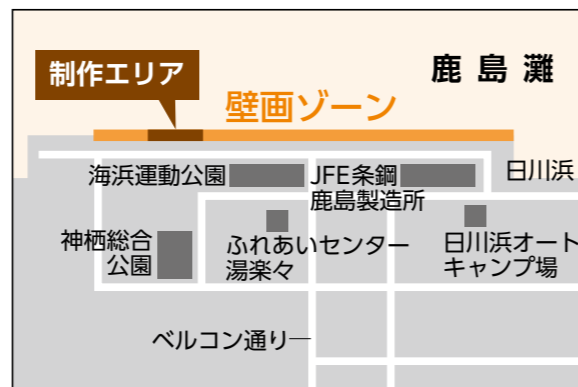 鹿島灘
制作エリア
壁画ゾーン
海浜運動公園
JFE条鋼
鹿島製造所
日川浜
神栖総合
公園
ふれあいセンター
湯楽々
日川浜オート
キャンプ場
ベルコン通り